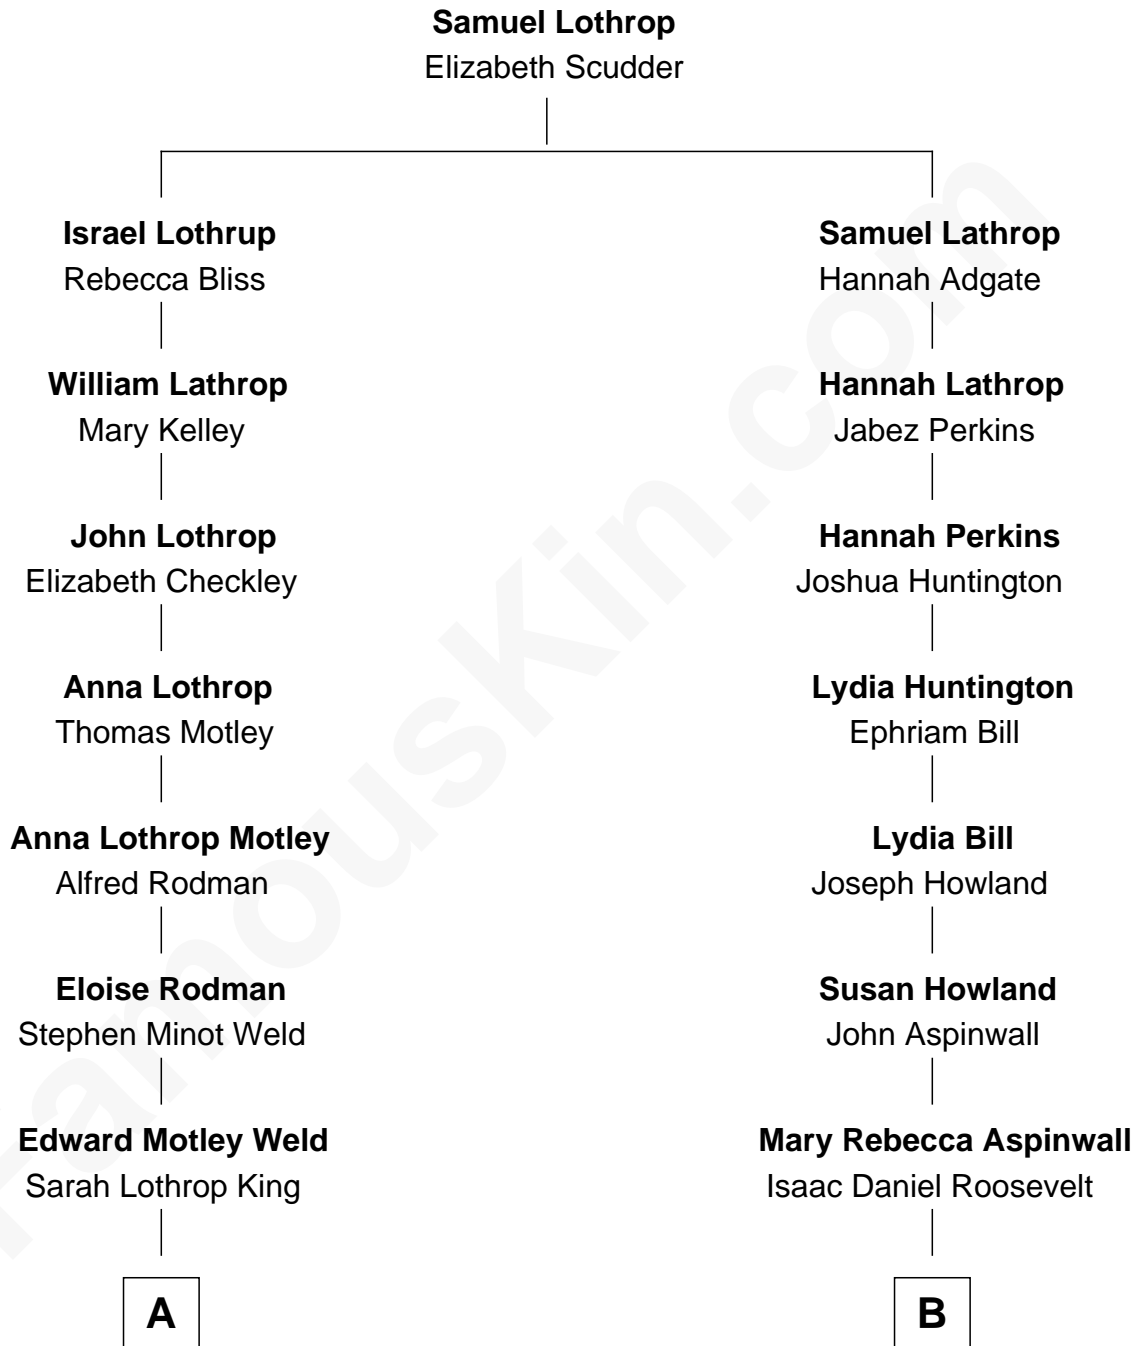 Samuel Lothrop
Elizabeth Scudder
Israel Lothrup
Rebecca Bliss
William Lathrop
Mary Kelley
John Lothrop
Elizabeth Checkley
Anna Lothrop
Thomas Motley
Anna Lothrop Motley
Alfred Rodman
Eloise Rodman
Stephen Minot Weld
Edward Motley Weld
Sarah Lothrop King
A
Samuel Lathrop
Hannah Adgate
Hannah Lathrop
Jabez Perkins
Hannah Perkins
Joshua Huntington
Lydia Huntington
Ephriam Bill
Lydia Bill
Joseph Howland
Susan Howland
John Aspinwall
Mary Rebecca Aspinwall
Isaac Daniel Roosevelt
B
FamousKin.com